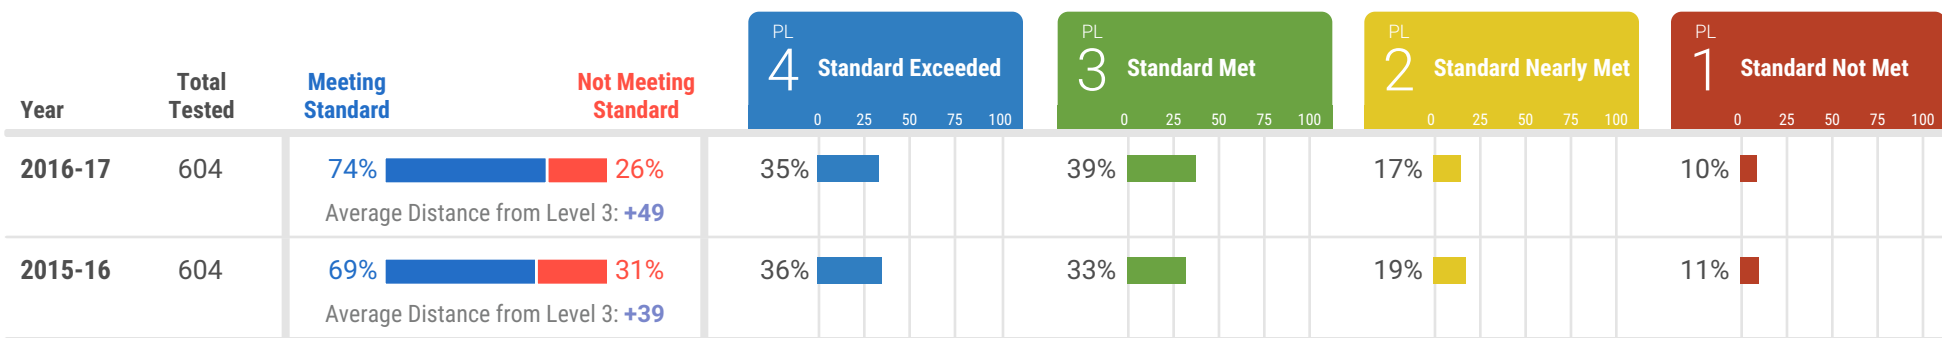 Year
Total
Tested
Meeting
Standard
Not Meeting
Standard
PL
4 Standard Exceeded
0 25 50 75 100
PL
3 Standard Met
0 25 50 75 100
PL
2 Standard Nearly Met
0 25 50 75 100
PL
1 Standard Not Met
0 25 50 75 100
2016-17 604 74% 26% 35% 39% 17% 10%
Average Distance from Level 3: +49
2015-16 604 69% 31% 36% 33% 19% 11%
Average Distance from Level 3: +39